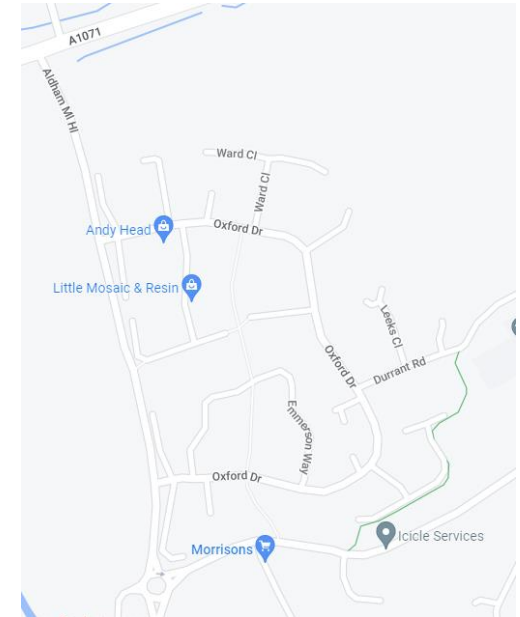 A1071
Aldham Ml Hl
Ward Cl
Ward Cl
Andy Head
Oxford Dr
Little Mosaic & Resin
Leeks Cl
Oxford Dr
Durrant Rd
Emmerson Way
Oxford Dr
Morrisons
Icicle Services